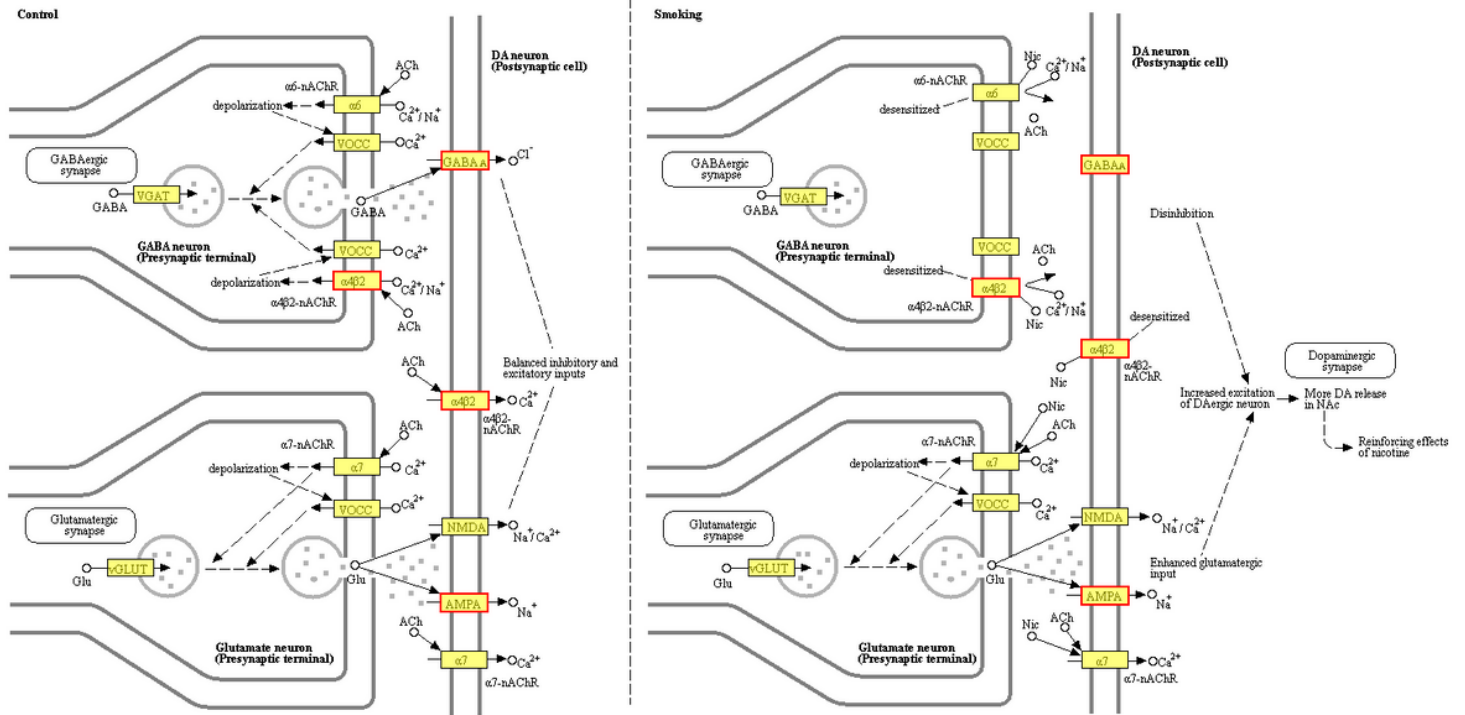 Control
DA neuron
(Postsynaptic cell)
ACh
α6-nAChR
α6
Ca2+/Na+
depolarization
VOCC
Ca2+
GABAergic
synapse
GABAA
Cl-
VGAT
GABA
GABA
GABA neuron
(Presynaptic terminal)
VOCC
Ca2+
depolarization
α4β2
Ca2+/Na+
α4β2-nAChR
ACh
Balanced inhibitory and
excitatory inputs
ACh
α4β2
Ca2+
α4β2-
nAChR
α7-nAChR
ACh
depolarization
α7
Ca2+
VOCC
Ca2+
Glutamatergic
synapse
NMDA
Na+/Ca2+
vGLUT
Glu
Glu
AMPA
Na+
ACh
Glutamate neuron
(Presynaptic terminal)
α7
Ca2+
α7-nAChR
Smoking
DA neuron
(Postsynaptic cell)
Nic
Ca2+/Na+
α6-nAChR
α6
desensitized
ACh
VOCC
GABAergic
synapse
GABAA
VGAT
GABA
Disinhibition
GABA neuron
(Presynaptic terminal)
VOCC
ACh
desensitized
α4β2
Ca2+/Na+
α4β2-nAChR
Nic
desensitized
α4β2
α4β2-
nAChR
Nic
Dopaminergic
synapse
Increased excitation
of DAergic neuron
More DA release
in NAc
Reinforcing effects
of nicotine
Nic
ACh
α7-nAChR
depolarization
α7
Ca2+
VOCC
Ca2+
Glutamatergic
synapse
NMDA
Na+/Ca2+
vGLUT
Glu
Glu
Enhanced glutamatergic
input
AMPA
Na+
ACh
Nic
Glutamate neuron
(Presynaptic terminal)
α7
Ca2+
α7-nAChR